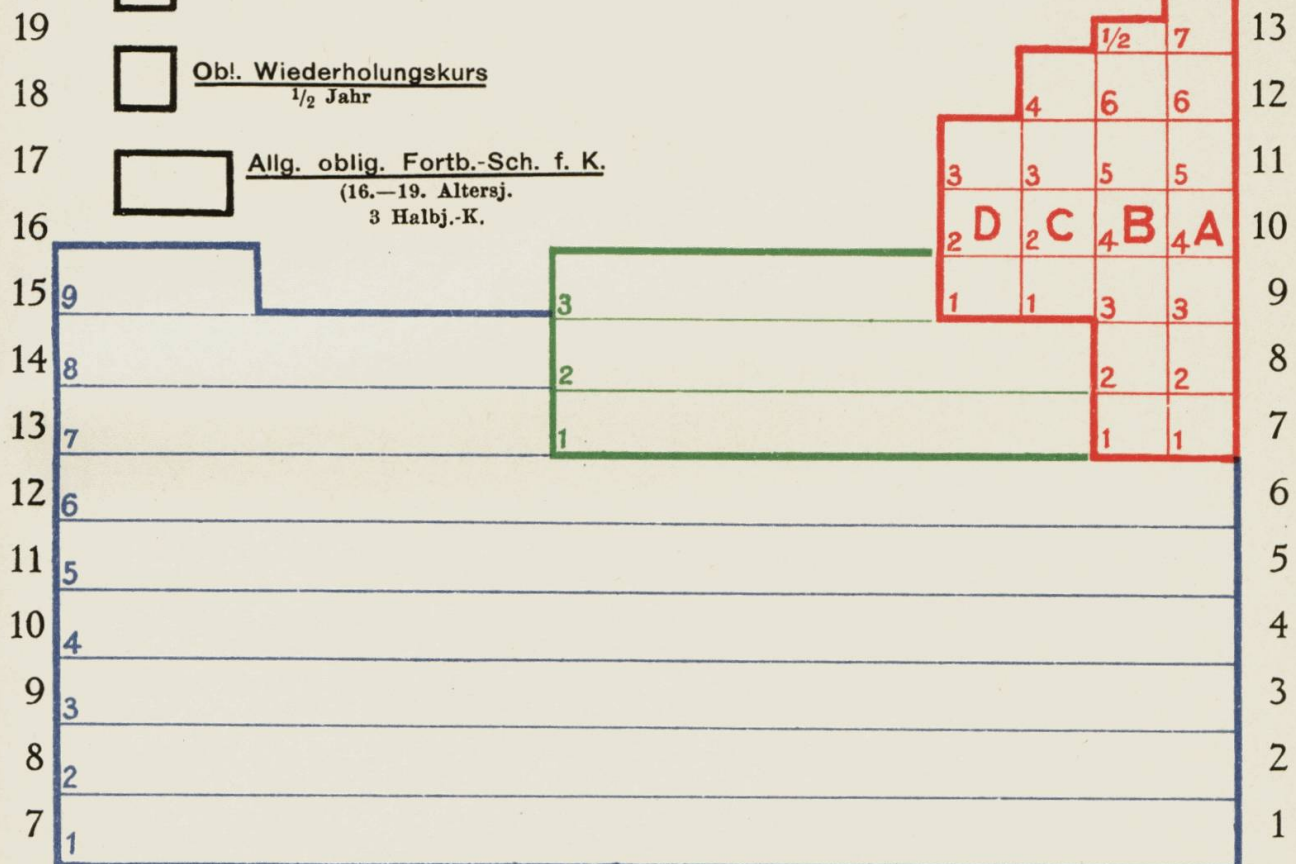 19
13
1/2 7
Obl. Wiederholungskurs
1/2 Jahr
18
12
4 6 6
17
11
Allg. oblig. Fortb.-Sch. f. K.
(16.—19. Altersj.
3 Halbj.-K.
3 3 5 5
16
10
D C B A
2 2 4 4
15
9
9 3 1 1 3 3
14
8
8 2 2 2
13
7
7 1 1 1
12
6
6
11
5
5
10
4
4
9
3
3
8
2
2
7
1
1